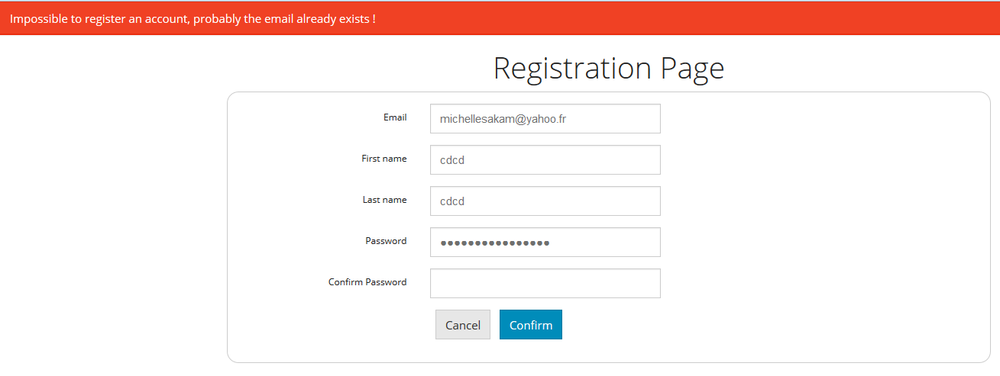 Impossible to register an account, probably the email already exists !
Registration Page
Email
michellesakam@yahoo.fr
First name
cdcd
Last name
cdcd
Password
●●●●●●●●●●●●●●●●
Confirm Password
Cancel Confirm